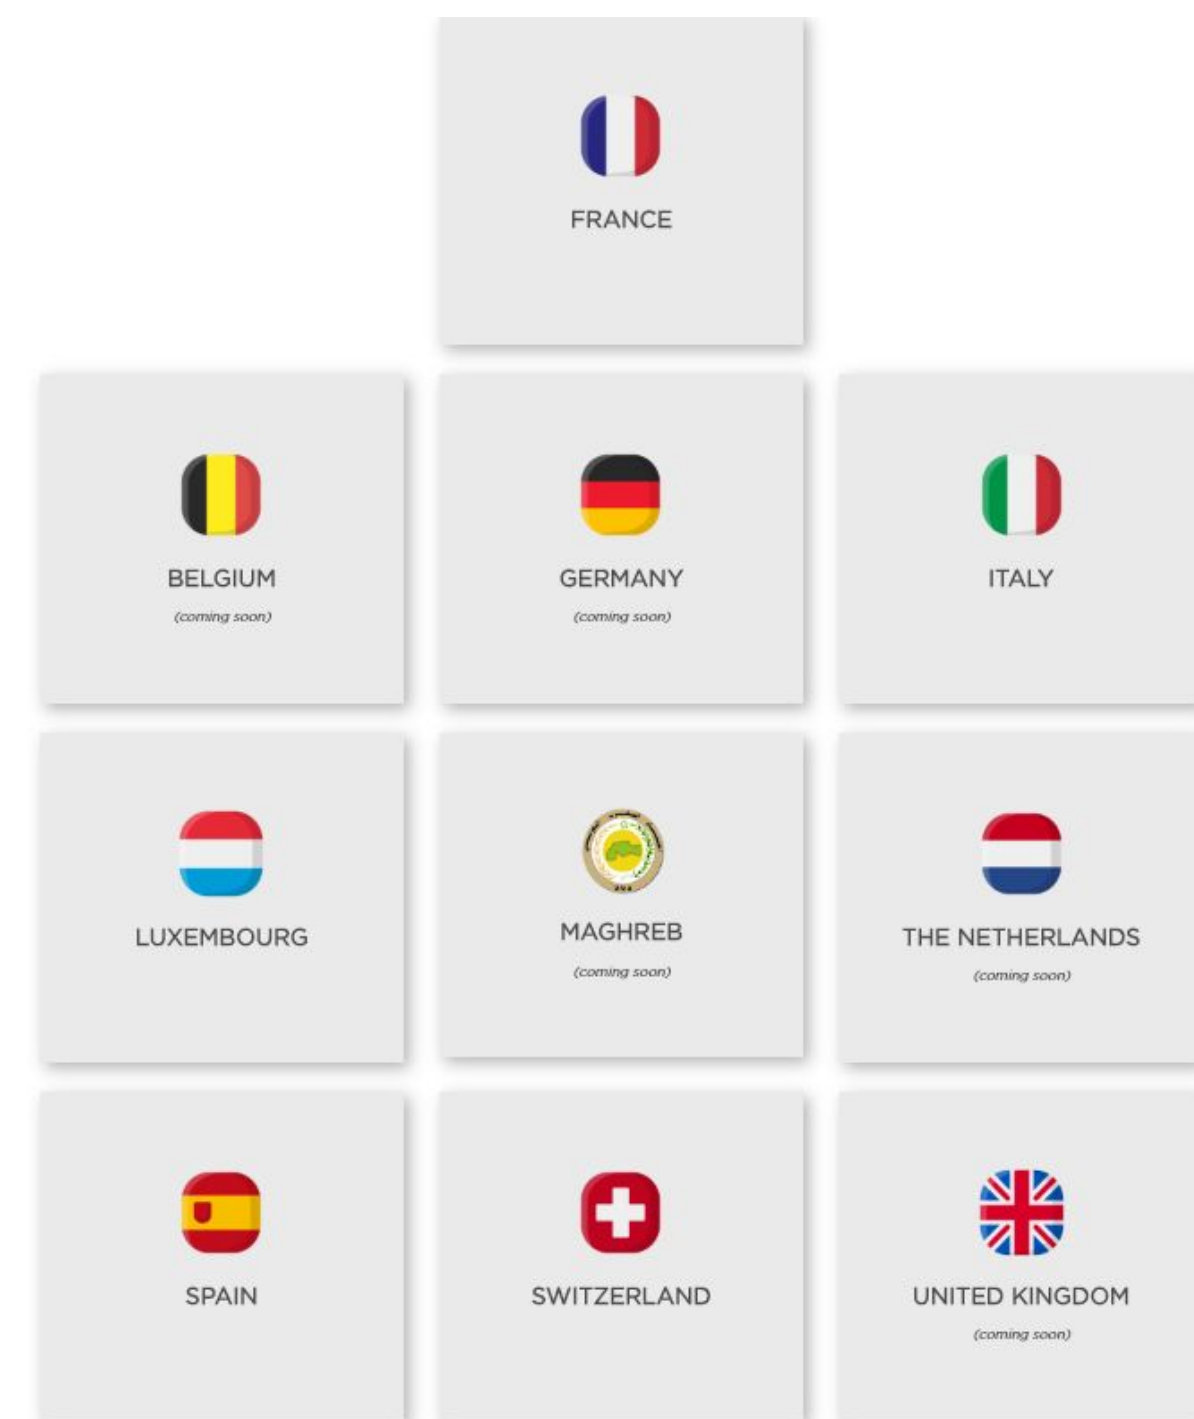 FRANCE
BELGIUM
(coming soon)
GERMANY
(coming soon)
ITALY
LUXEMBOURG
MAGHREB
(coming soon)
THE NETHERLANDS
(coming soon)
SPAIN
SWITZERLAND
UNITED KINGDOM
(coming soon)